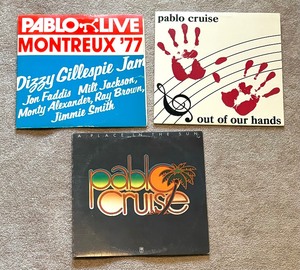 PABLO LIVE
MONTREUX '77
Dizzy Gillespie Jam
Jon Faddis Milt Jackson,
Monty Alexander, Ray Brown,
Jimmie Smith
pablo cruise
out of our hands
A PLACE IN THE SUN
pablo
cruise